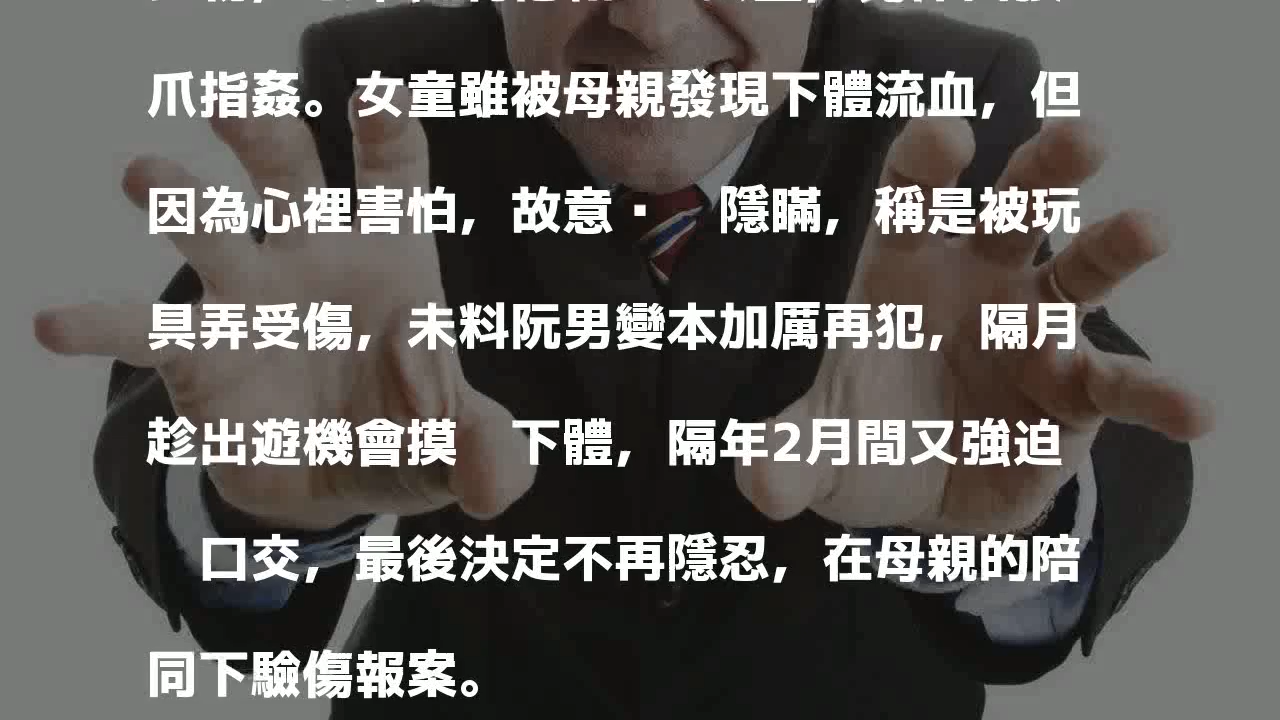 爪指姦。女童雖被母親發現下體流血，但
因為心裡害怕，故意·　隱瞞，稱是被玩
具弄受傷，未料阮男變本加厲再犯，隔月
趁出遊機會摸　下體，隔年2月間又強迫
　口交，最後決定不再隱忍，在母親的陪
同下驗傷報案。